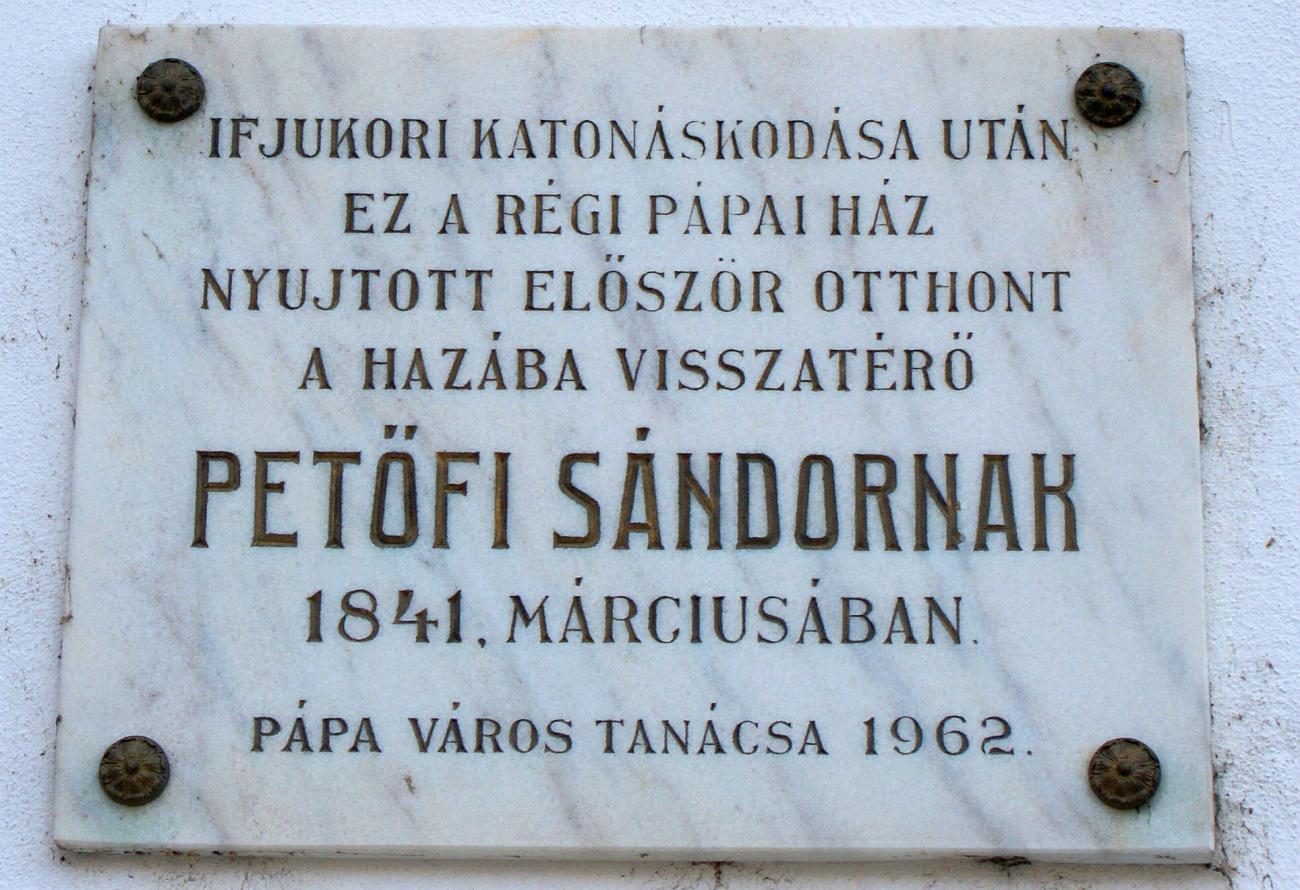 IFJUKORI KATONÁSKODÁSA UTÁN
EZ A RÉGI PÁPAI HÁZ
NYUJTOTT ELŐSZÖR OTTHONT
A HAZÁBA VISSZATÉRŐ
PETŐFI SÁNDORNAK
1841, MÁRCIUSÁBAN.
PÁPA VÁROS TANÁCSA 1962.